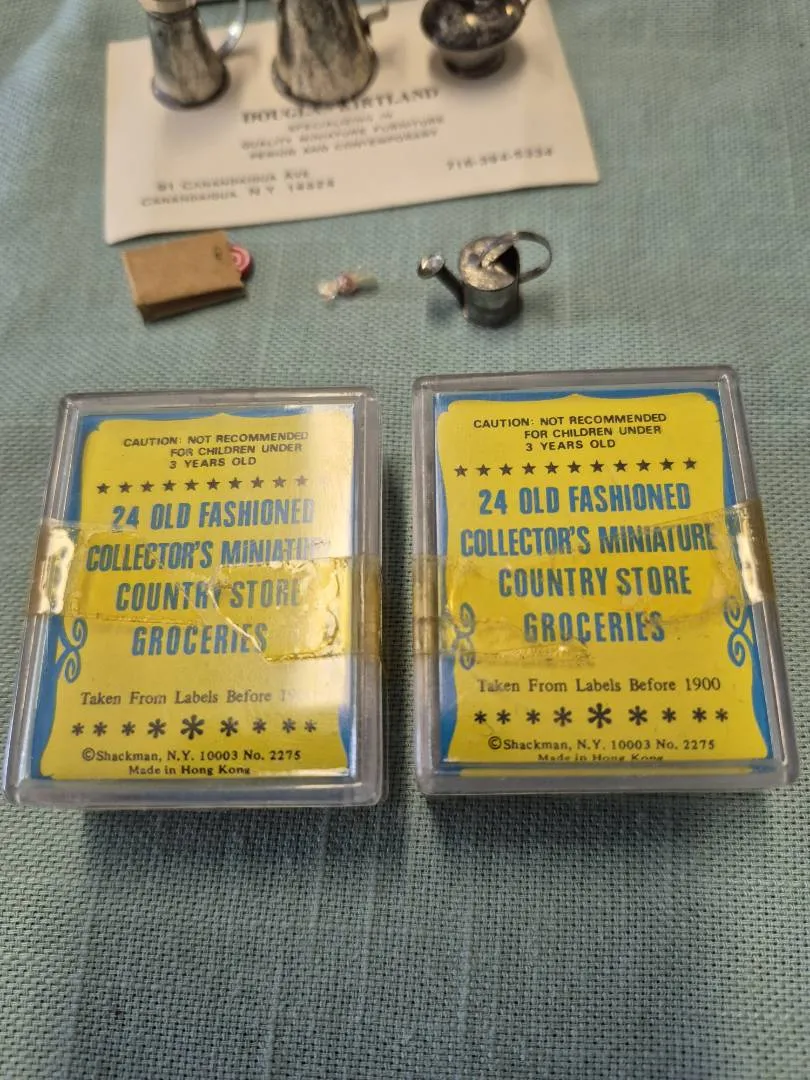 DOUGLAS KIRTLAND
SPECIALIZING IN
QUALITY MINIATURE FURNITURE
PERIOD AND CONTEMPORARY
716-394-5334
91 CANANDAIGUA AVE
CANANDAIGUA N.Y. 14424
CAUTION: NOT RECOMMENDED
FOR CHILDREN UNDER
3 YEARS OLD
24 OLD FASHIONED
COLLECTOR'S MINIATURE
COUNTRY STORE
GROCERIES
Taken From Labels Before 19
©Shackman, N.Y. 10003 No. 2275
Made in Hong Kong
CAUTION: NOT RECOMMENDED
FOR CHILDREN UNDER
3 YEARS OLD
24 OLD FASHIONED
COLLECTOR'S MINIATURE
COUNTRY STORE
GROCERIES
Taken From Labels Before 1900
©Shackman, N.Y. 10003 No. 2275
Made in Hong Kong